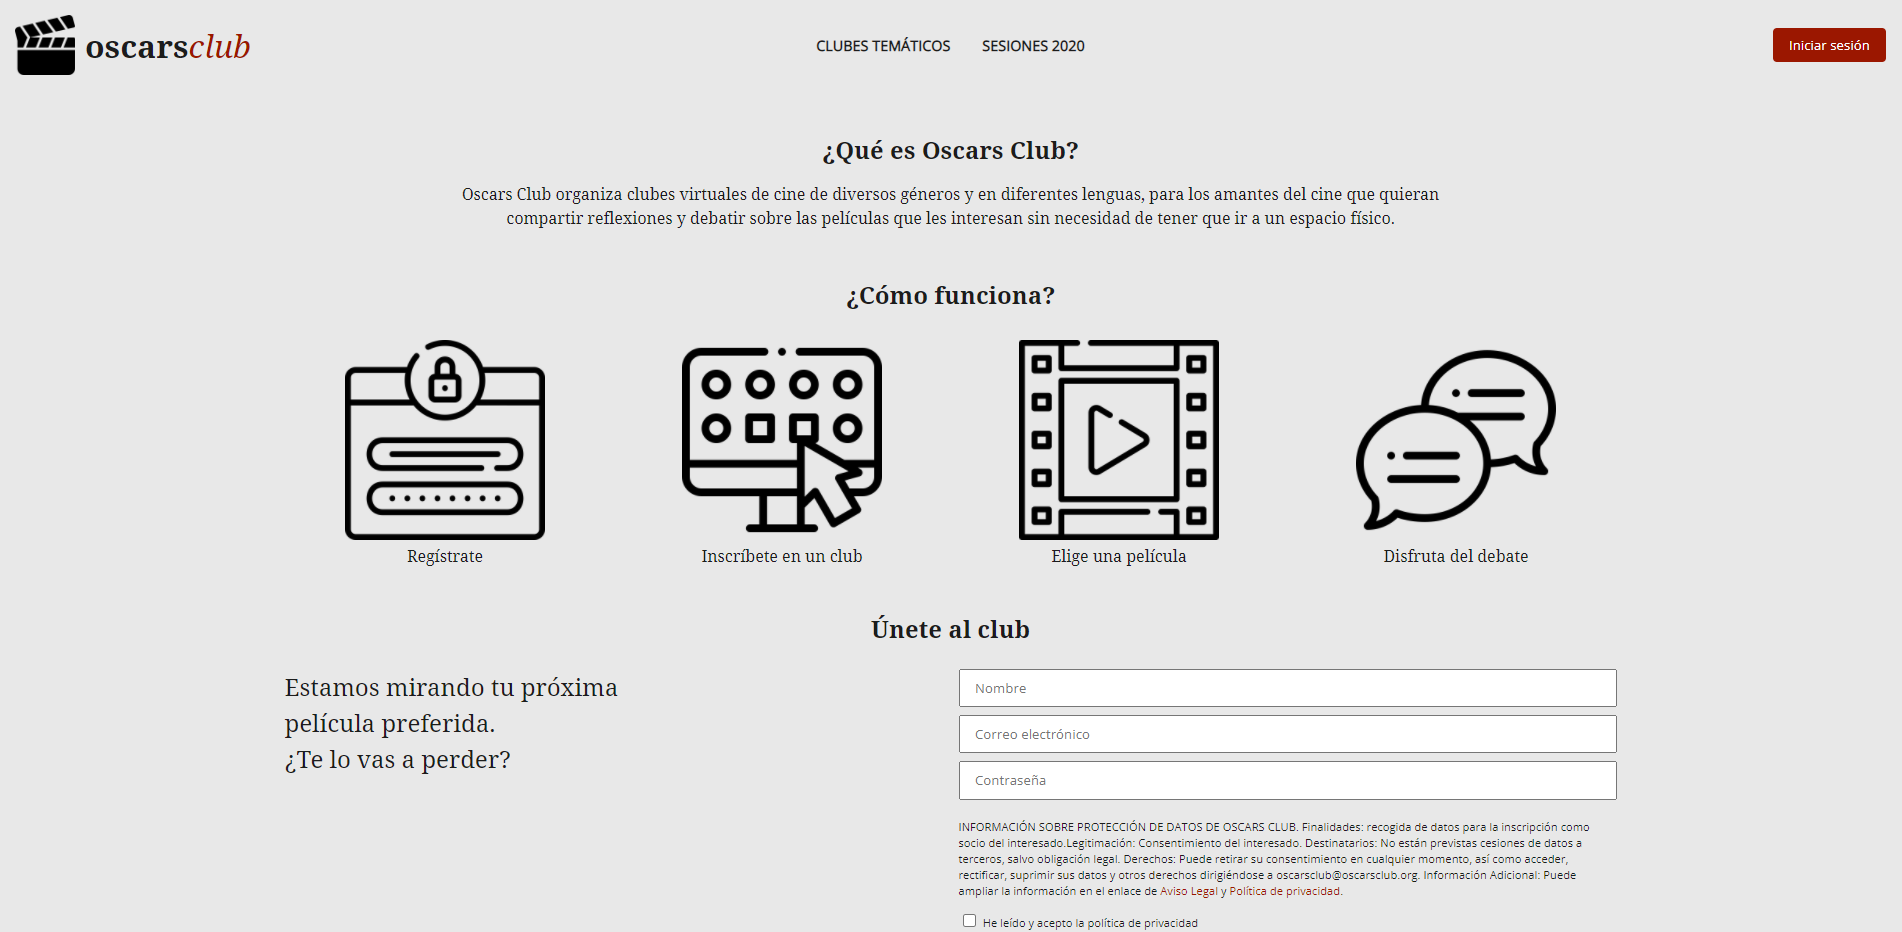 oscarsclub
CLUBES TEMÁTICOS
SESIONES 2020
Iniciar sesión
¿Qué es Oscars Club?
Oscars Club organiza clubes virtuales de cine de diversos géneros y en diferentes lenguas, para los amantes del cine que quieran
compartir reflexiones y debatir sobre las películas que les interesan sin necesidad de tener que ir a un espacio físico.
¿Cómo funciona?
Regístrate
Inscríbete en un club
Elige una película
Disfruta del debate
Únete al club
Estamos mirando tu próxima
película preferida.
¿Te lo vas a perder?
Nombre
Correo electrónico
Contraseña
INFORMACIÓN SOBRE PROTECCIÓN DE DATOS DE OSCARS CLUB. Finalidades: recogida de datos para la inscripción como
socio del interesado.Legitimación: Consentimiento del interesado. Destinatarios: No están previstas cesiones de datos a
terceros, salvo obligación legal. Derechos: Puede retirar su consentimiento en cualquier momento, así como acceder,
rectificar, suprimir sus datos y otros derechos dirigiéndose a oscarsclub@oscarsclub.org. Información Adicional: Puede
ampliar la información en el enlace de Aviso Legal y Política de privacidad.
He leído y acepto la política de privacidad